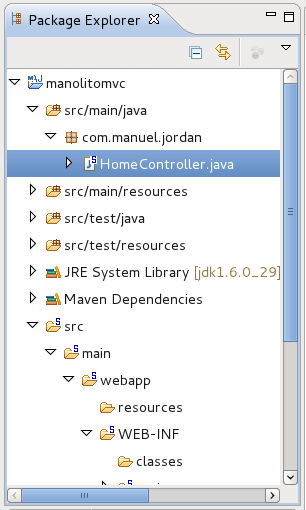 Package Explorer
manolitomvc
src/main/java
com.manuel.jordan
HomeController.java
src/main/resources
src/test/java
src/test/resources
JRE System Library [jdk1.6.0_29]
Maven Dependencies
src
main
webapp
resources
WEB-INF
classes